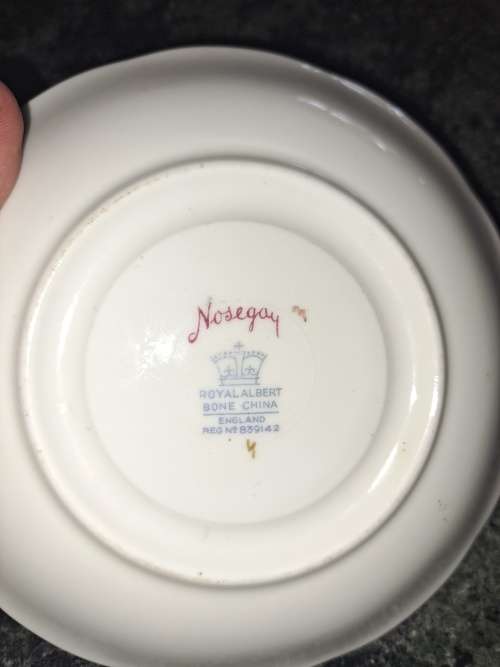 Nosegay
ROYAL ALBERT
BONE CHINA
ENGLAND
REG Nº 839142